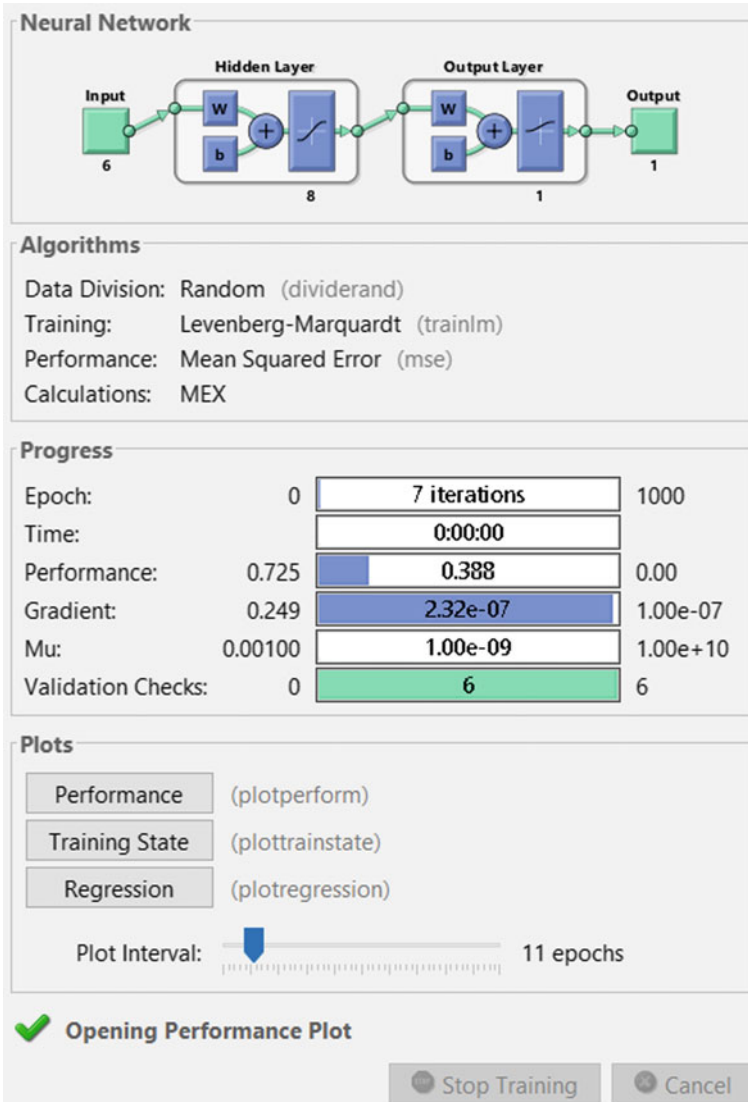 Neural Network
Hidden Layer Output Layer
Input Output
W W
+ +
b b
6 1
8 1
Algorithms
Data Division: Random (dividerand)
Training: Levenberg-Marquardt (trainlm)
Performance: Mean Squared Error (mse)
Calculations: MEX
Progress
Epoch: 0 7 iterations 1000
Time: 0:00:00
Performance: 0.725 0.388 0.00
Gradient: 0.249 2.32e-07 1.00e-07
Mu: 0.00100 1.00e-09 1.00e+10
Validation Checks: 0 6 6
Plots
Performance (plotperform)
Training State (plottrainstate)
Regression (plotregression)
Plot Interval: 11 epochs
Opening Performance Plot
Stop Training Cancel